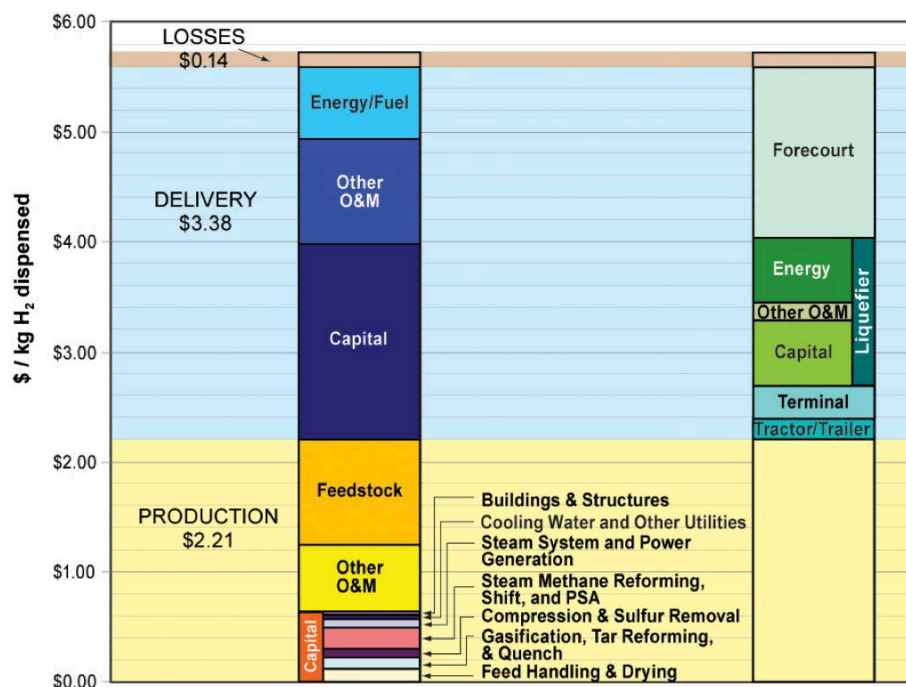 $ / kg H₂ dispensed
$6.00
$5.00
$4.00
$3.00
$2.00
$1.00
$0.00
LOSSES
$0.14
DELIVERY
$3.38
PRODUCTION
$2.21
Energy/Fuel
Other
O&M
Capital
Feedstock
Other
O&M
Capital
Buildings & Structures
Cooling Water and Other Utilities
Steam System and Power
Generation
Steam Methane Reforming,
Shift, and PSA
Compression & Sulfur Removal
Gasification, Tar Reforming,
& Quench
Feed Handling & Drying
Forecourt
Energy
Other O&M
Capital
Liquefier
Terminal
Tractor/Trailer